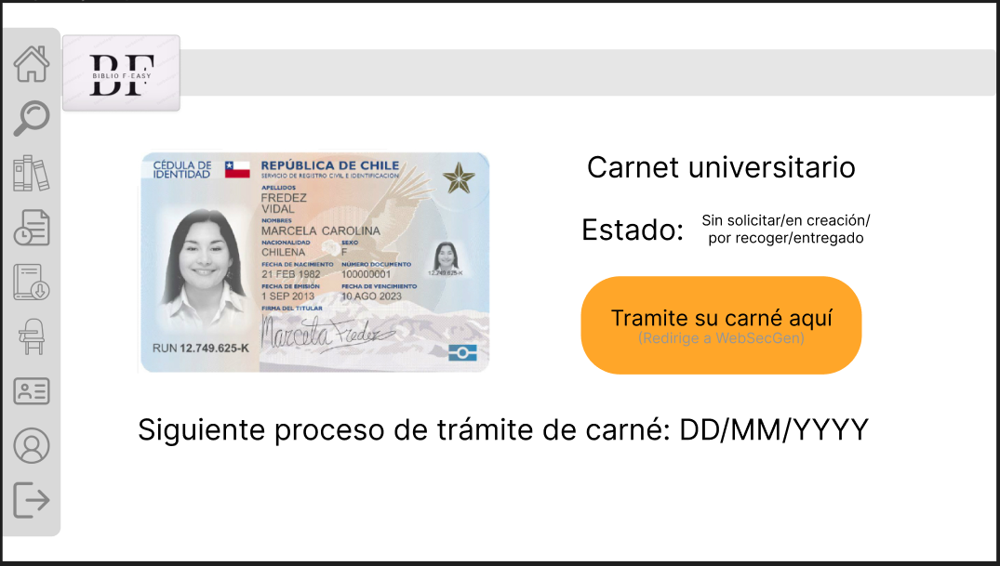 BIBLIO F·EASY
BF
CÉDULA DE
IDENTIDAD
REPÚBLICA DE CHILE
SERVICIO DE REGISTRO CIVIL E IDENTIFICACIÓN
APELLIDOS
FREDEZ
VIDAL
NOMBRES
MARCELA CAROLINA
NACIONALIDAD SEXO
CHILENA F
FECHA DE NACIMIENTO NÚMERO DOCUMENTO
21 FEB 1982 100000001
12.749.625-K
FECHA DE EMISIÓN FECHA DE VENCIMIENTO
1 SEP 2013 10 AGO 2023
FIRMA DEL TITULAR
Marcela Fredez
RUN 12.749.625-K
Carnet universitario
Estado: Sin solicitar/en creación/
por recoger/entregado
Tramite su carné aquí
(Redirige a WebSecGen)
Siguiente proceso de trámite de carné: DD/MM/YYYY